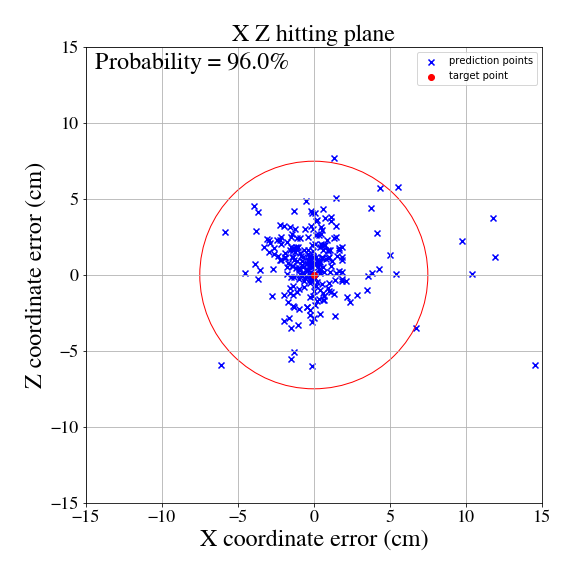 X Z hitting plane
Probability = 96.0%
prediction points
target point
Z coordinate error (cm)
15
10
5
0
−5
−10
−15
−15
−10
−5
0
5
10
15
X coordinate error (cm)